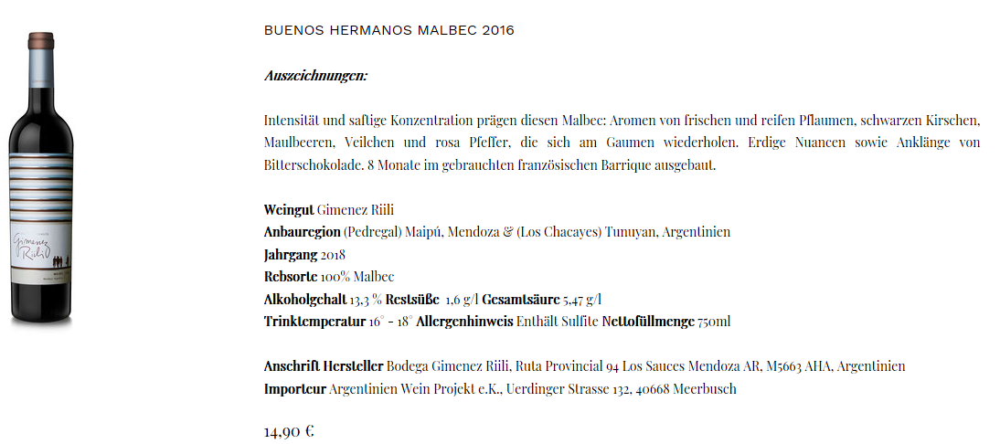 BUENOS HERMANOS MALBEC 2016
Auszeichnungen:
Intensität und saftige Konzentration prägen diesen Malbec: Aromen von frischen und reifen Pflaumen, schwarzen Kirschen,
Maulbeeren, Veilchen und rosa Pfeffer, die sich am Gaumen wiederholen. Erdige Nuancen sowie Anklänge von
Bitterschokolade. 8 Monate im gebrauchten französischen Barrique ausgebaut.
Weingut Gimenez Riili
Anbauregion (Pedregal) Maipú, Mendoza & (Los Chacayes) Tunuyan, Argentinien
Jahrgang 2018
Rebsorte 100% Malbec
Alkoholgehalt 13,3 % Restsüße 1,6 g/l Gesamtsäure 5,47 g/l
Trinktemperatur 16° - 18° Allergenhinweis Enthält Sulfite Nettofüllmenge 750ml
Anschrift Hersteller Bodega Gimenez Riili, Ruta Provincial 94 Los Sauces Mendoza AR, M5663 AHA, Argentinien
Importeur Argentinien Wein Projekt e.K., Uerdinger Strasse 132, 40668 Meerbusch
14,90 €
Gimenez
Riili